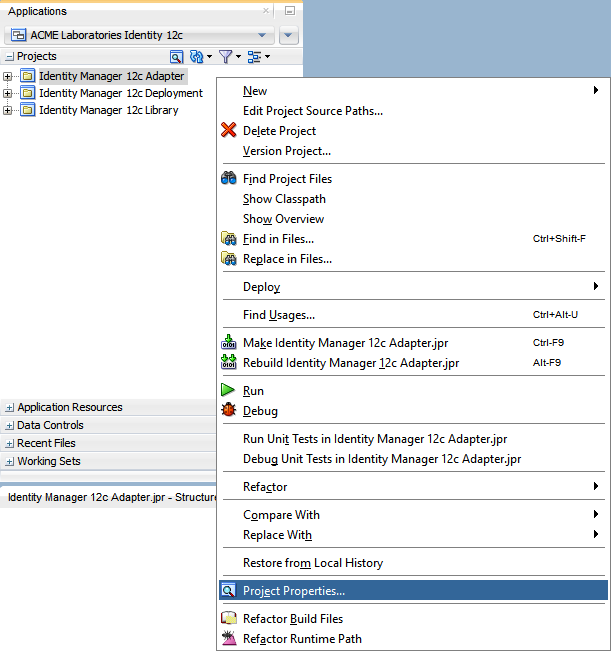 Applications
ACME Laboratories Identity 12c
Projects
Identity Manager 12c Adapter
Identity Manager 12c Deployment
Identity Manager 12c Library
New
Edit Project Source Paths...
Delete Project
Version Project...
Find Project Files
Show Classpath
Show Overview
Find in Files... Ctrl+Shift-F
Replace in Files...
Deploy
Find Usages... Ctrl+Alt-U
Make Identity Manager 12c Adapter.jpr Ctrl-F9
Rebuild Identity Manager 12c Adapter.jpr Alt-F9
Run
Debug
Run Unit Tests in Identity Manager 12c Adapter.jpr
Debug Unit Tests in Identity Manager 12c Adapter.jpr
Refactor
Compare With
Replace With
Restore from Local History
Project Properties...
Refactor Build Files
Refactor Runtime Path
Application Resources
Data Controls
Recent Files
Working Sets
Identity Manager 12c Adapter.jpr - Structure